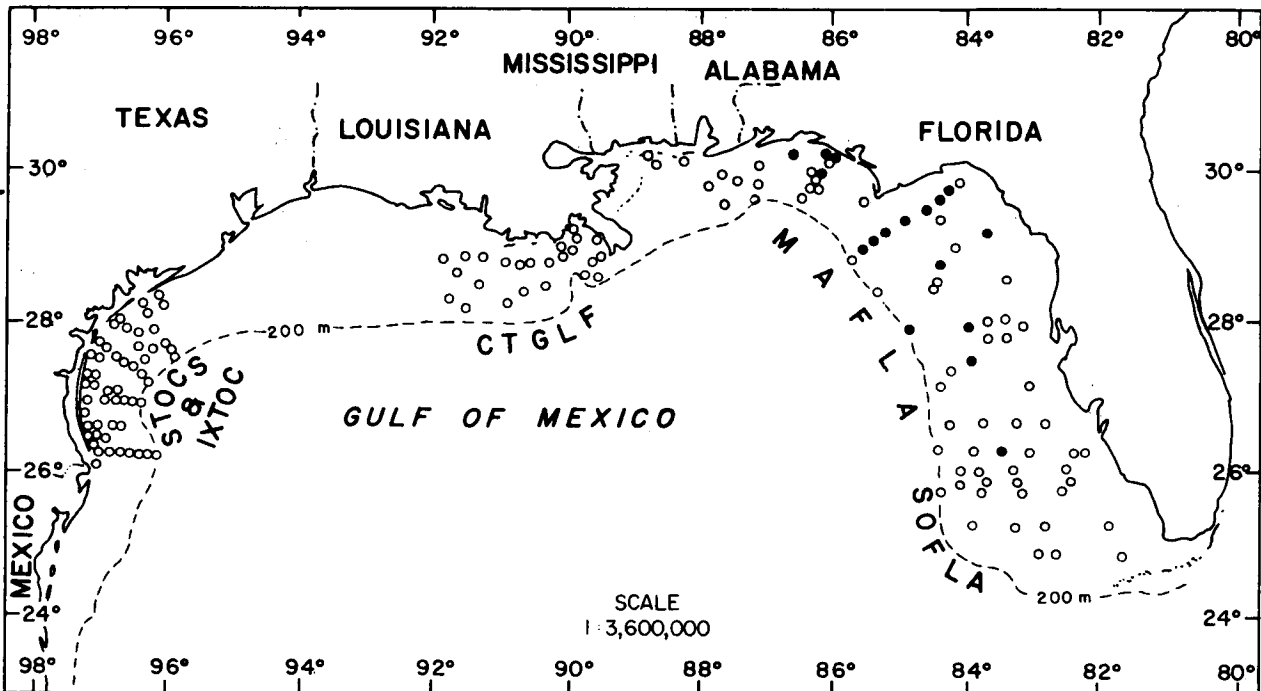 98° 96° 94° 92° 90° 88° 86° 84° 82° 80°
MISSISSIPPI ALABAMA
TEXAS LOUISIANA FLORIDA
30° 30°
28° 28°
200 m
CTGLF
MAFLA
STOCS & IXTOC
GULF OF MEXICO
26° 26°
SOFLA
MEXICO
200 m
24° 24°
SCALE
1:3,600,000
98° 96° 94° 92° 90° 88° 86° 84° 82° 80°